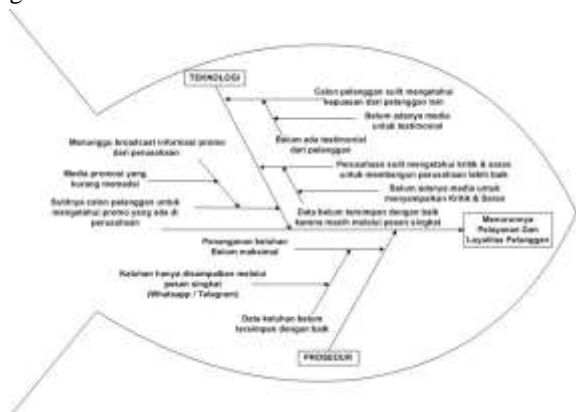 TEKNOLOGI
Calon pelanggan sulit mengetahui
kepuasan dari pelanggan lain
Belum adanya media
untuk testimonial
Belum ada testimonial
dari pelanggan
Menunggu broadcast informasi promo
dari perusahaan
Media promosi yang
kurang memadai
Sulitnya calon pelanggan untuk
mengetahui promo yang ada di
perusahaan
Perusahaan sulit mengetahui kritik & saran
untuk membangun perusahaan lebih baik
Belum adanya media untuk
menyampaikan Kritik & Saran
Data belum tersimpan dengan baik
karena masih melalui pesan singkat
Menurunnya
Pelayanan Dan
Loyalitas Pelanggan
Penanganan keluhan
Belum maksimal
Keluhan hanya disampaikan melalui
pesan singkat
(Whatsapp / Telegram)
Data keluhan belum
tersimpan dengan baik
PROSEDUR